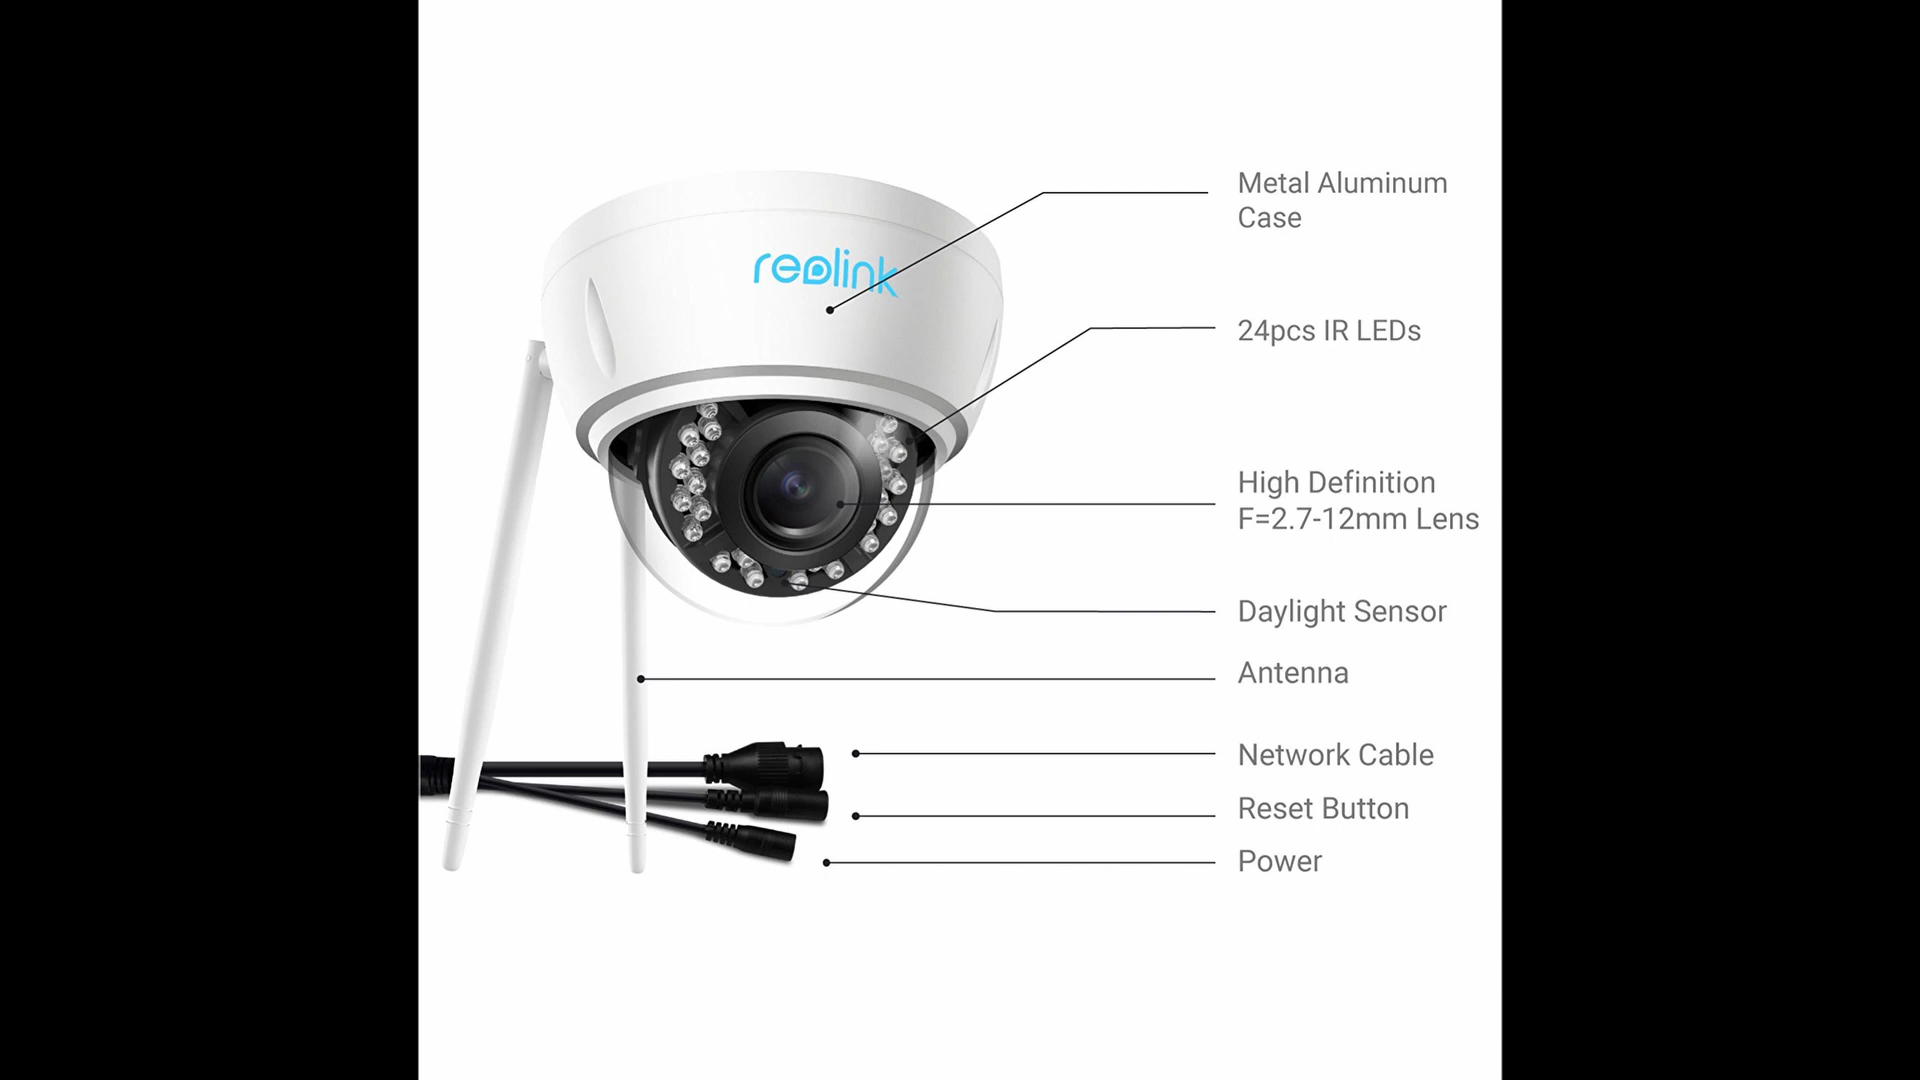 reolink
Metal Aluminum
Case
24pcs IR LEDs
High Definition
F=2.7-12mm Lens
Daylight Sensor
Antenna
Network Cable
Reset Button
Power